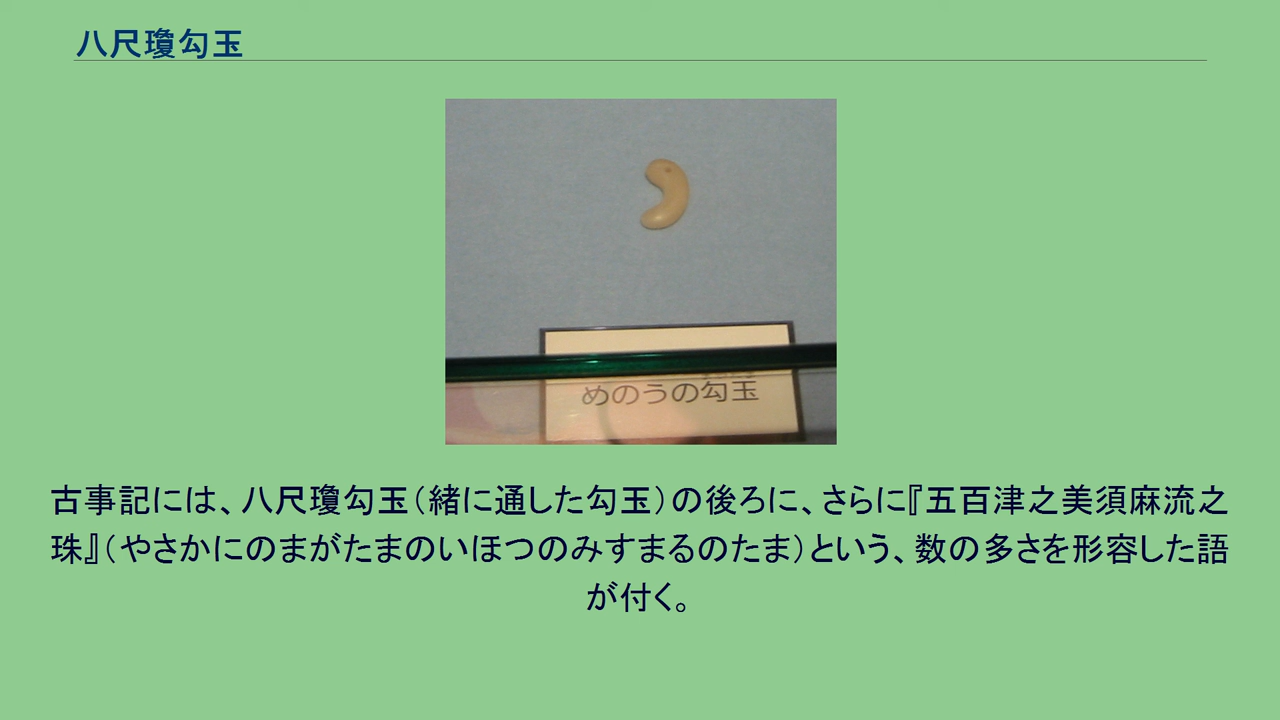 八尺瓊勾玉
めのうの勾玉
古事記には、八尺瓊勾玉（緒に通した勾玉）の後ろに、さらに『五百津之美須麻流之
珠』（やさかにのまがたまのいほつのみすまるのたま）という、数の多さを形容した語
が付く。